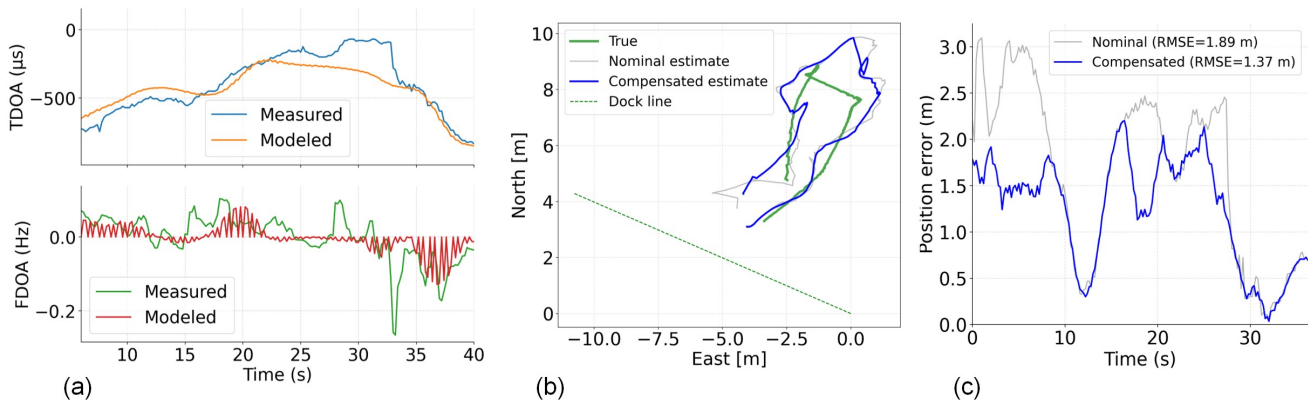 TDOA (μs)
0
−500
Measured
Modeled
FDOA (Hz)
0.0
−0.2
Measured
Modeled
10
15
20
25
30
35
40
Time (s)
(a)
North [m]
10
8
6
4
2
0
True
Nominal estimate
Compensated estimate
Dock line
−10.0
−7.5
−5.0
−2.5
0.0
East [m]
(b)
Position error (m)
3.0
2.5
2.0
1.5
1.0
0.5
0.0
Nominal (RMSE=1.89 m)
Compensated (RMSE=1.37 m)
0
10
20
30
Time (s)
(c)